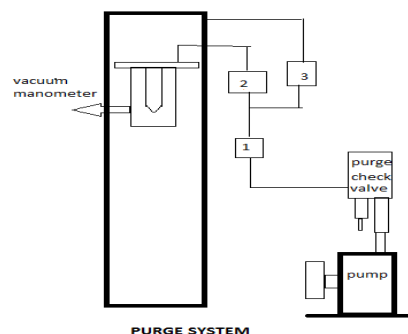 vacuum
manometer
3
2
1
purge
check
valve
pump
PURGE SYSTEM